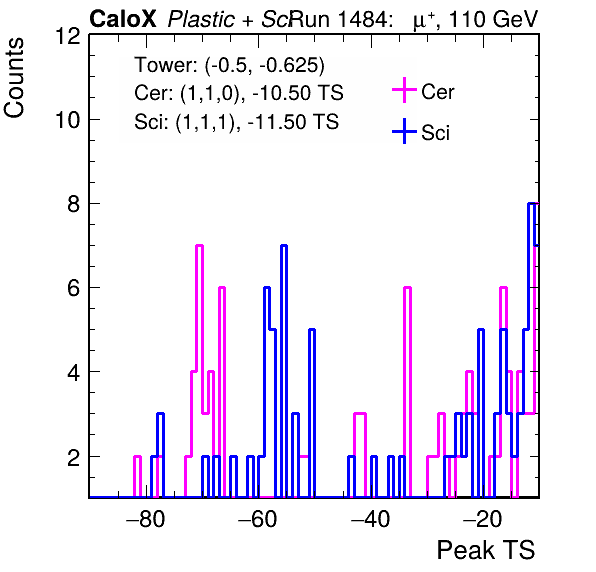 CaloX Plastic + Sci Run 1484: μ+, 110 GeV
Counts
Tower: (-0.5, -0.625)
Cer: (1,1,0), -10.50 TS
Sci: (1,1,1), -11.50 TS
Cer
Sci
12
10
8
6
4
2
−80 −60 −40 −20
Peak TS